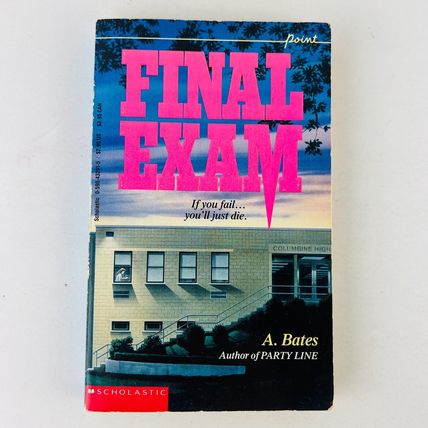 point
FINAL
EXAM
If you fail...
you'll just die.
COLUMBINE HIGH
A. Bates
Author of PARTY LINE
SCHOLASTIC